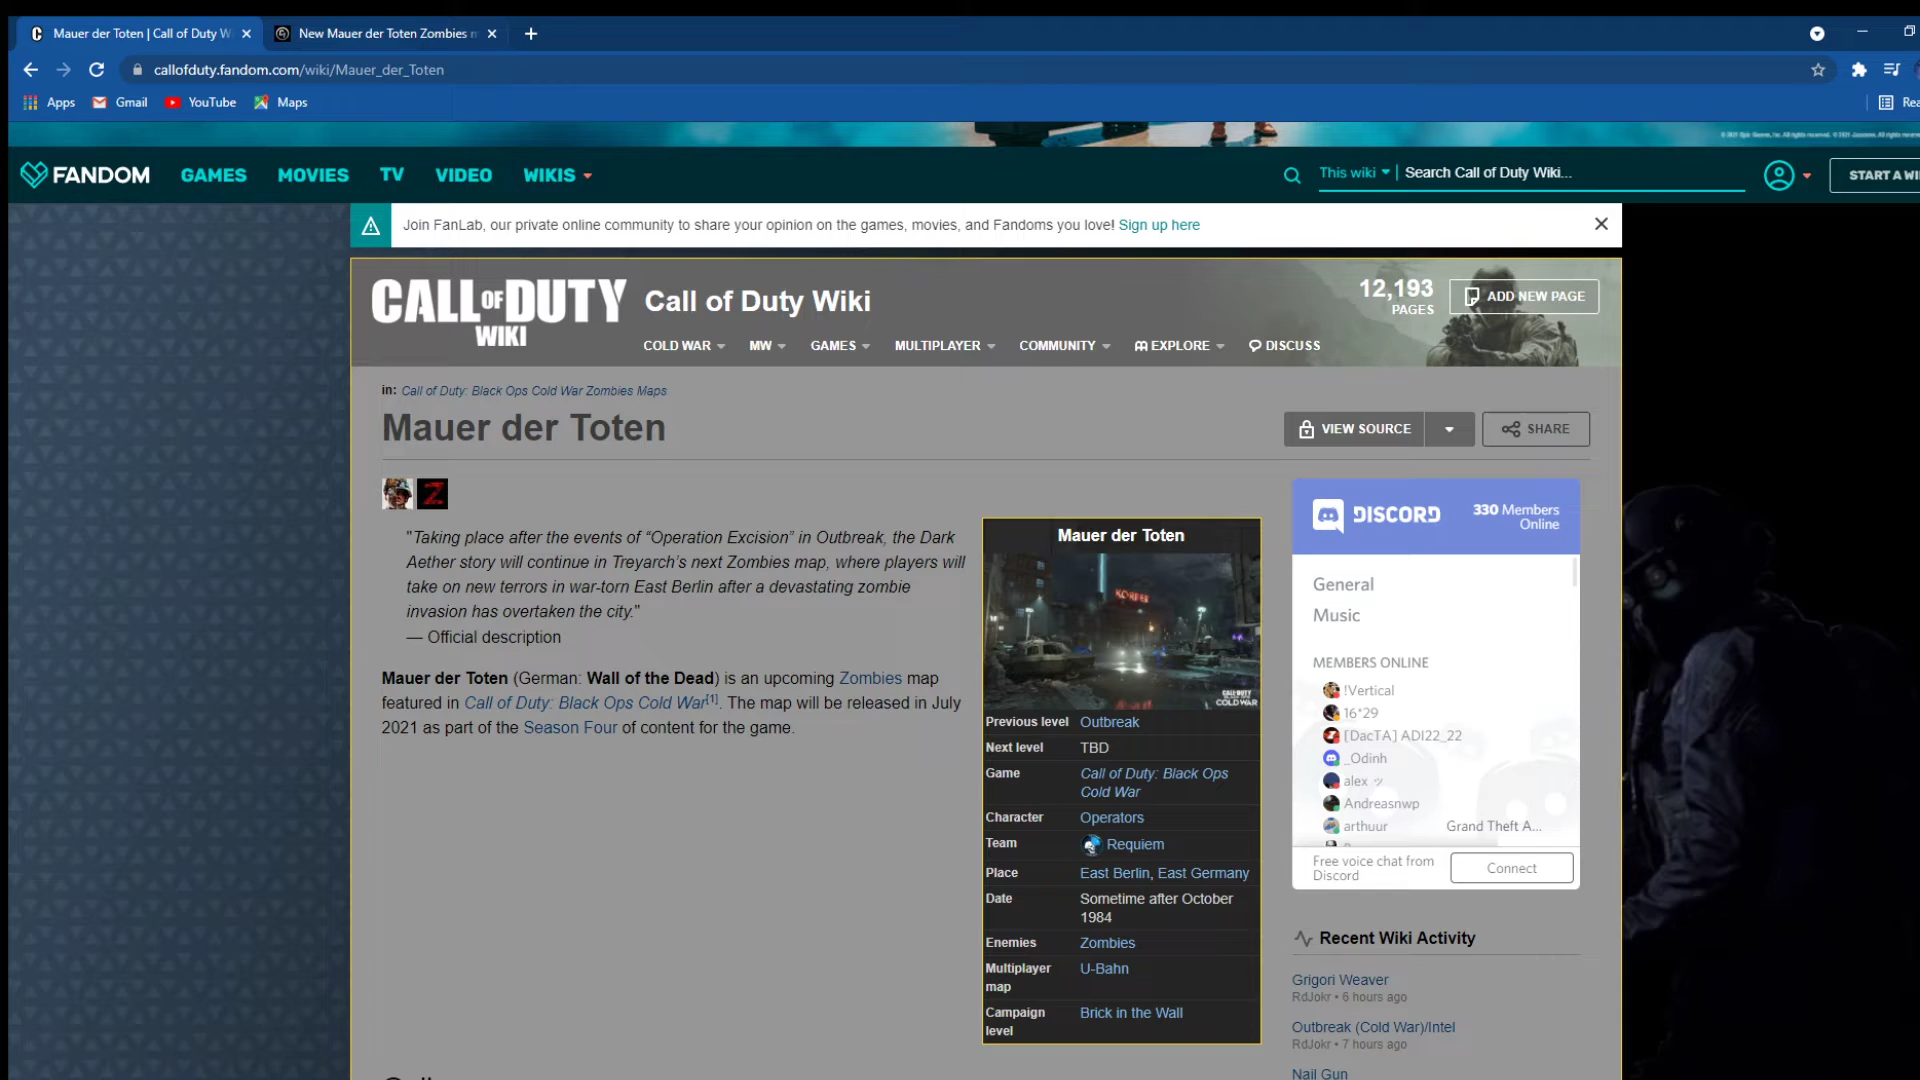 Mauer der Toten | Call of Duty W
New Mauer der Toten Zombies
callofduty.fandom.com/wiki/Mauer_der_Toten
Apps
Gmail
YouTube
Maps
FANDOM
GAMES
MOVIES
TV
VIDEO
WIKIS
This wiki
Search Call of Duty Wiki...
START A WI
Join FanLab, our private online community to share your opinion on the games, movies, and Fandoms you love! Sign up here
CALL OF DUTY
WIKI
Call of Duty Wiki
12,193
PAGES
ADD NEW PAGE
COLD WAR
MW
GAMES
MULTIPLAYER
COMMUNITY
EXPLORE
DISCUSS
in: Call of Duty: Black Ops Cold War Zombies Maps
Mauer der Toten
VIEW SOURCE
SHARE
"Taking place after the events of “Operation Excision” in Outbreak, the Dark
Aether story will continue in Treyarch’s next Zombies map, where players will
take on new terrors in war-torn East Berlin after a devastating zombie
invasion has overtaken the city."
— Official description
Mauer der Toten (German: Wall of the Dead) is an upcoming Zombies map
featured in Call of Duty: Black Ops Cold War[1]. The map will be released in July
2021 as part of the Season Four of content for the game.
Mauer der Toten
CALL OF DUTY
COLD WAR
Previous level Outbreak
Next level TBD
Game Call of Duty: Black Ops
Cold War
Character Operators
Team Requiem
Place East Berlin, East Germany
Date Sometime after October
1984
Enemies Zombies
Multiplayer U-Bahn
map
Campaign Brick in the Wall
level
DISCORD
330 Members
Online
General
Music
MEMBERS ONLINE
!Vertical
16*29
[DacTA] ADI22_22
_Odinh
alex ッ
Andreasnwp
arthuur Grand Theft A...
Free voice chat from
Discord
Connect
Recent Wiki Activity
Grigori Weaver
RdJokr • 6 hours ago
Outbreak (Cold War)/Intel
RdJokr • 7 hours ago
Nail Gun